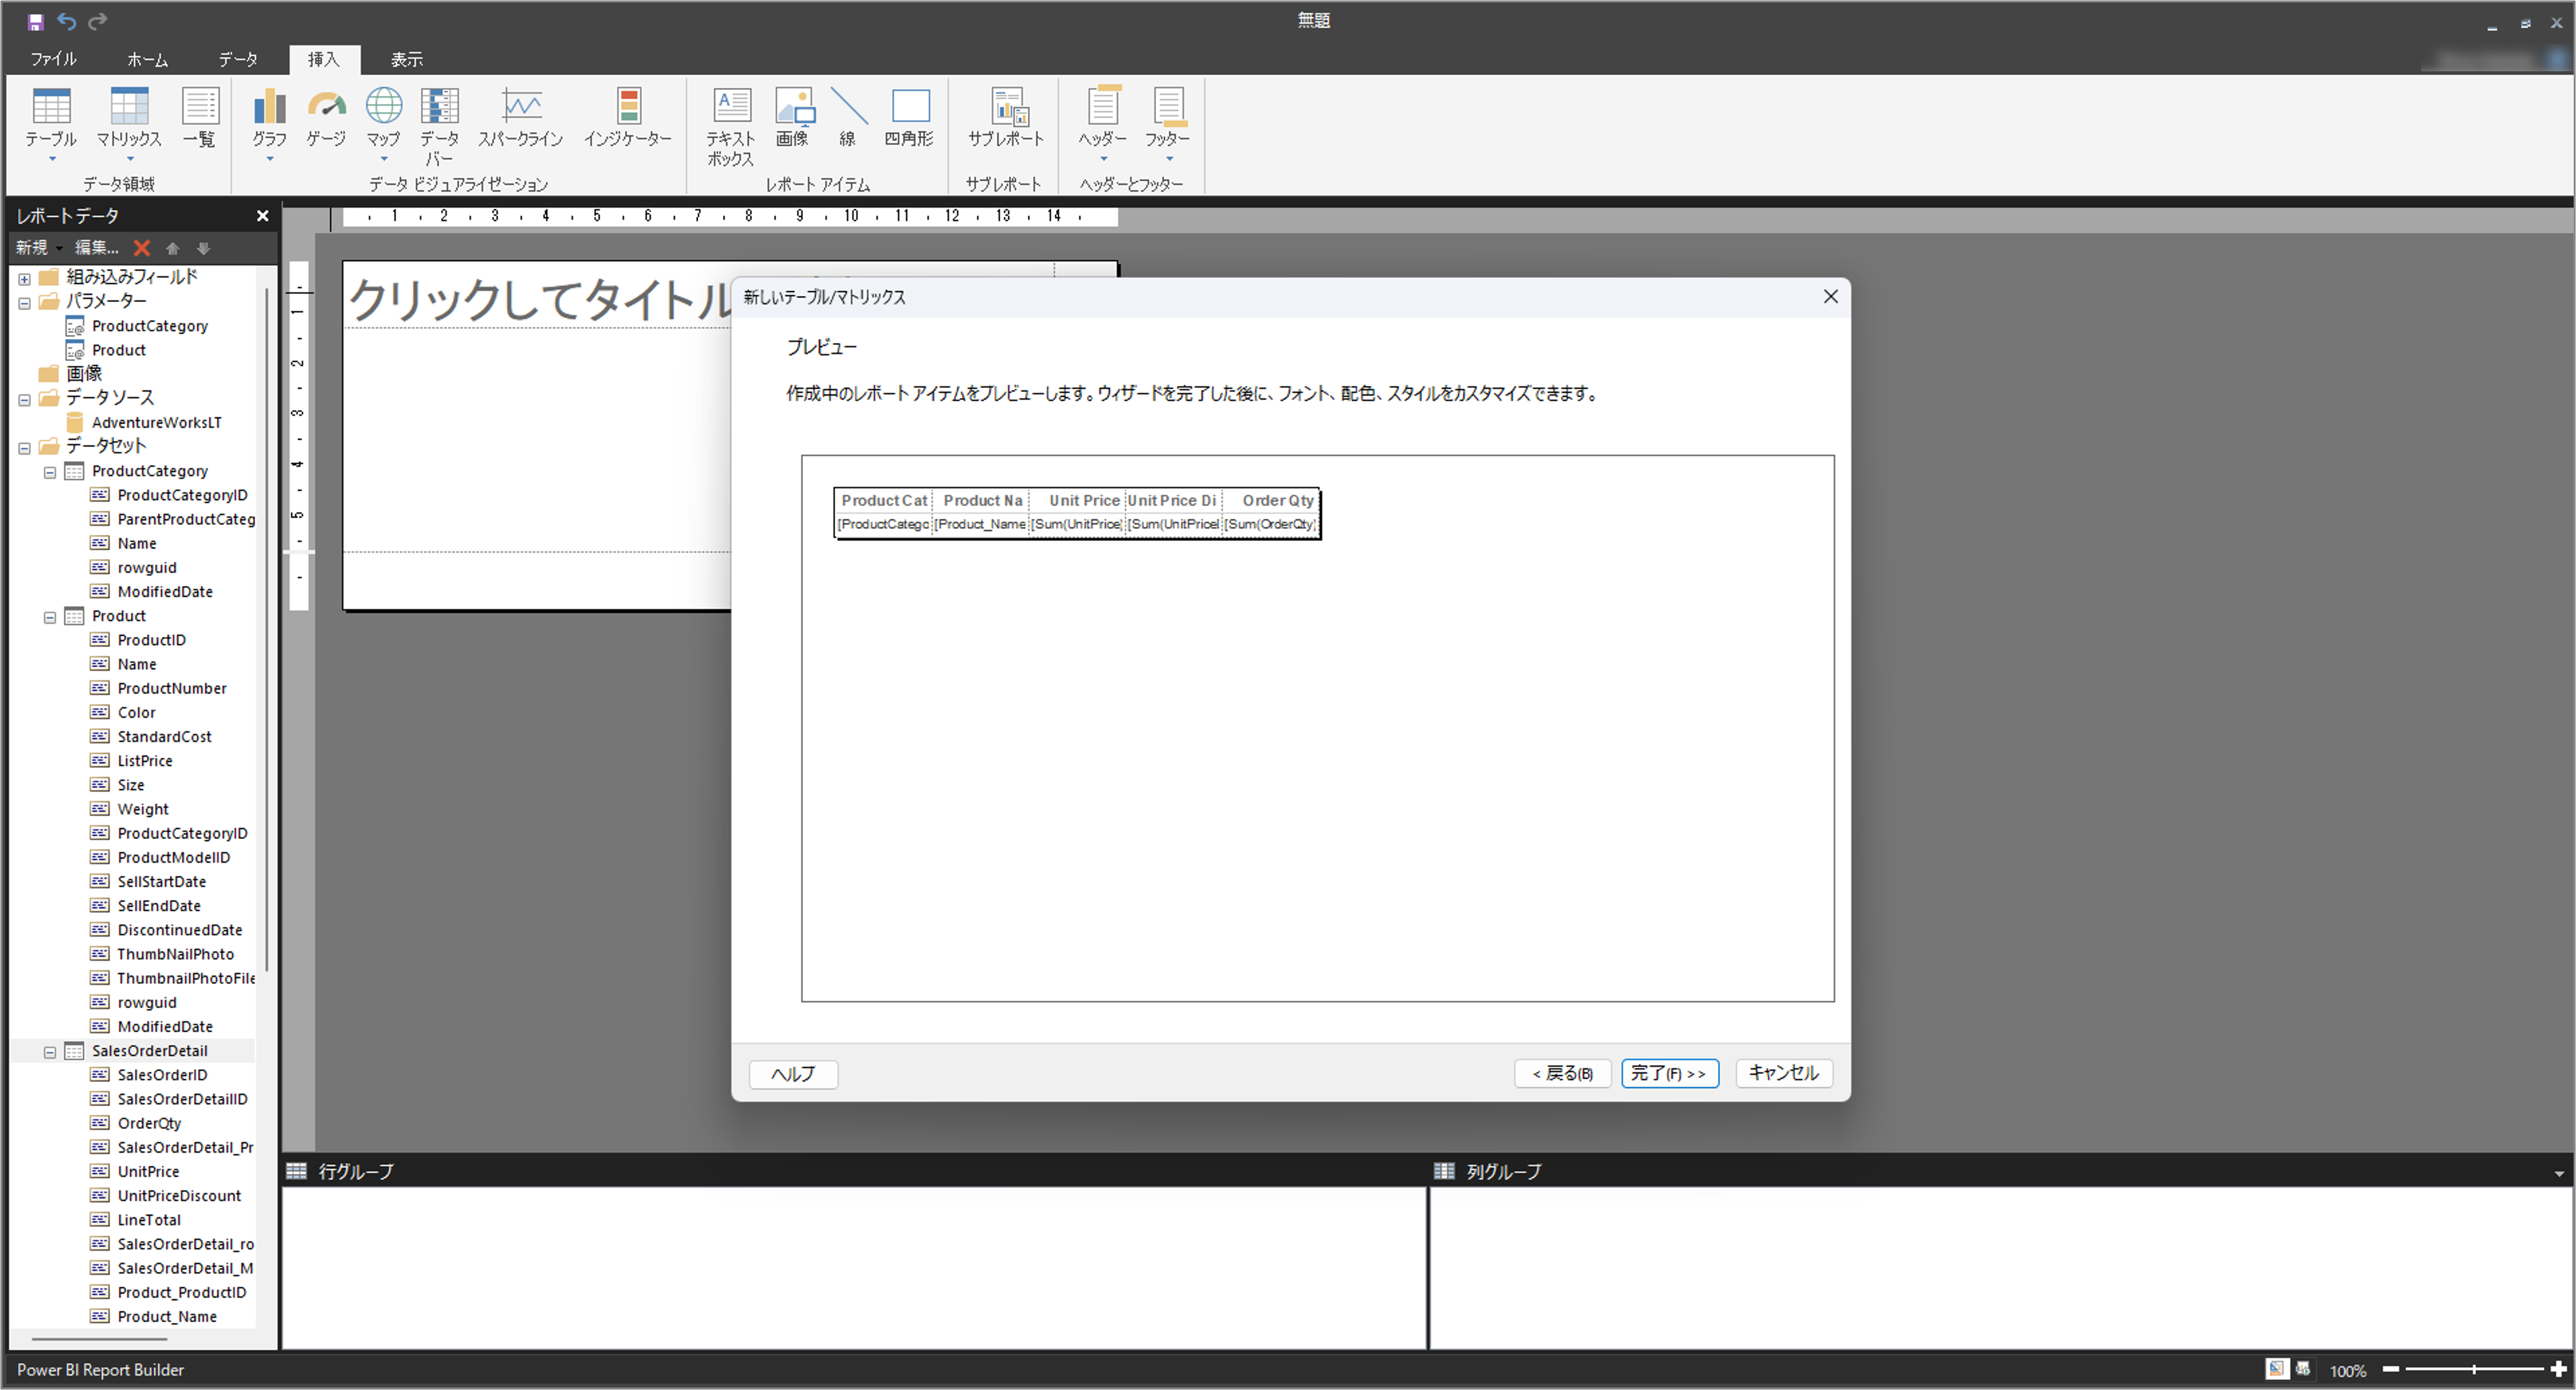 無題
ファイル ホーム データ 挿入 表示
テーブル マトリックス 一覧
データ領域
グラフ ゲージ マップ データ バー スパークライン インジケーター
データ ビジュアライゼーション
テキスト ボックス 画像 線 四角形
レポート アイテム
サブレポート
サブレポート
ヘッダー フッター
ヘッダーとフッター
レポート データ
新規 編集...
組み込みフィールド
パラメーター
ProductCategory
Product
画像
データ ソース
AdventureWorksLT
データセット
ProductCategory
ProductCategoryID
ParentProductCateg
Name
rowguid
ModifiedDate
Product
ProductID
Name
ProductNumber
Color
StandardCost
ListPrice
Size
Weight
ProductCategoryID
ProductModelID
SellStartDate
SellEndDate
DiscontinuedDate
ThumbNailPhoto
ThumbnailPhotoFile
rowguid
ModifiedDate
SalesOrderDetail
SalesOrderID
SalesOrderDetailID
OrderQty
SalesOrderDetail_Pr
UnitPrice
UnitPriceDiscount
LineTotal
SalesOrderDetail_ro
SalesOrderDetail_M
Product_ProductID
Product_Name
1 2 3 4 5 6 7 8 9 10 11 12 13 14
1
2
3
4
5
クリックしてタイトル
新しいテーブル/マトリックス
プレビュー
作成中のレポート アイテムをプレビューします。ウィザードを完了した後に、フォント、配色、スタイルをカスタマイズできます。
Product Cat Product Na Unit Price Unit Price Di Order Qty
[ProductCatego [Product_Name [Sum(UnitPrice) [Sum(UnitPriceI [Sum(OrderQty)
ヘルプ < 戻る(B) 完了(F) >> キャンセル
行グループ 列グループ
Power BI Report Builder 100%